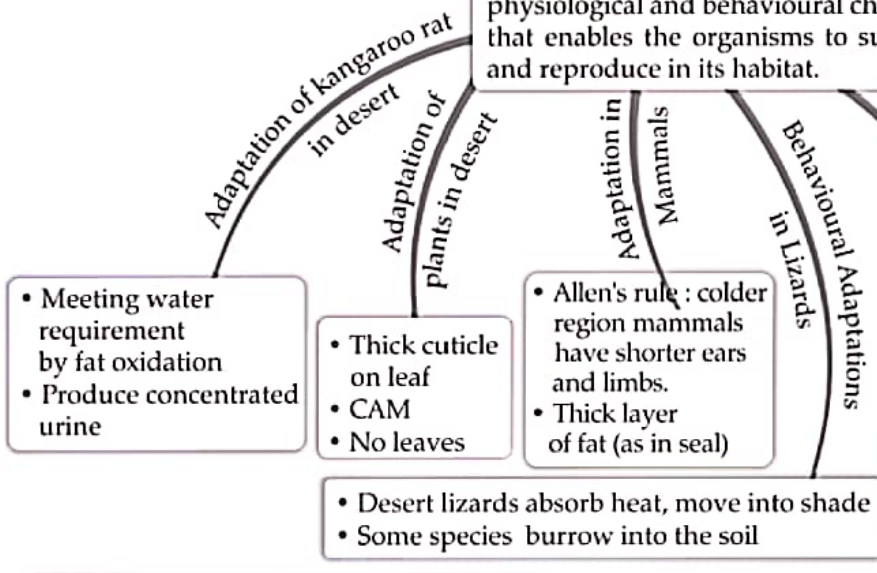 physiological and behavioural ch
that enables the organisms to su
and reproduce in its habitat.
Adaptation of kangaroo rat
in desert
Adaptation of
plants in desert
Adaptation in
Mammals
Behavioural Adaptations
in Lizards
• Meeting water
requirement
by fat oxidation
• Produce concentrated
urine
• Thick cuticle
on leaf
• CAM
• No leaves
• Allen's rule : colder
region mammals
have shorter ears
and limbs.
• Thick layer
of fat (as in seal)
• Desert lizards absorb heat, move into shade
• Some species burrow into the soil